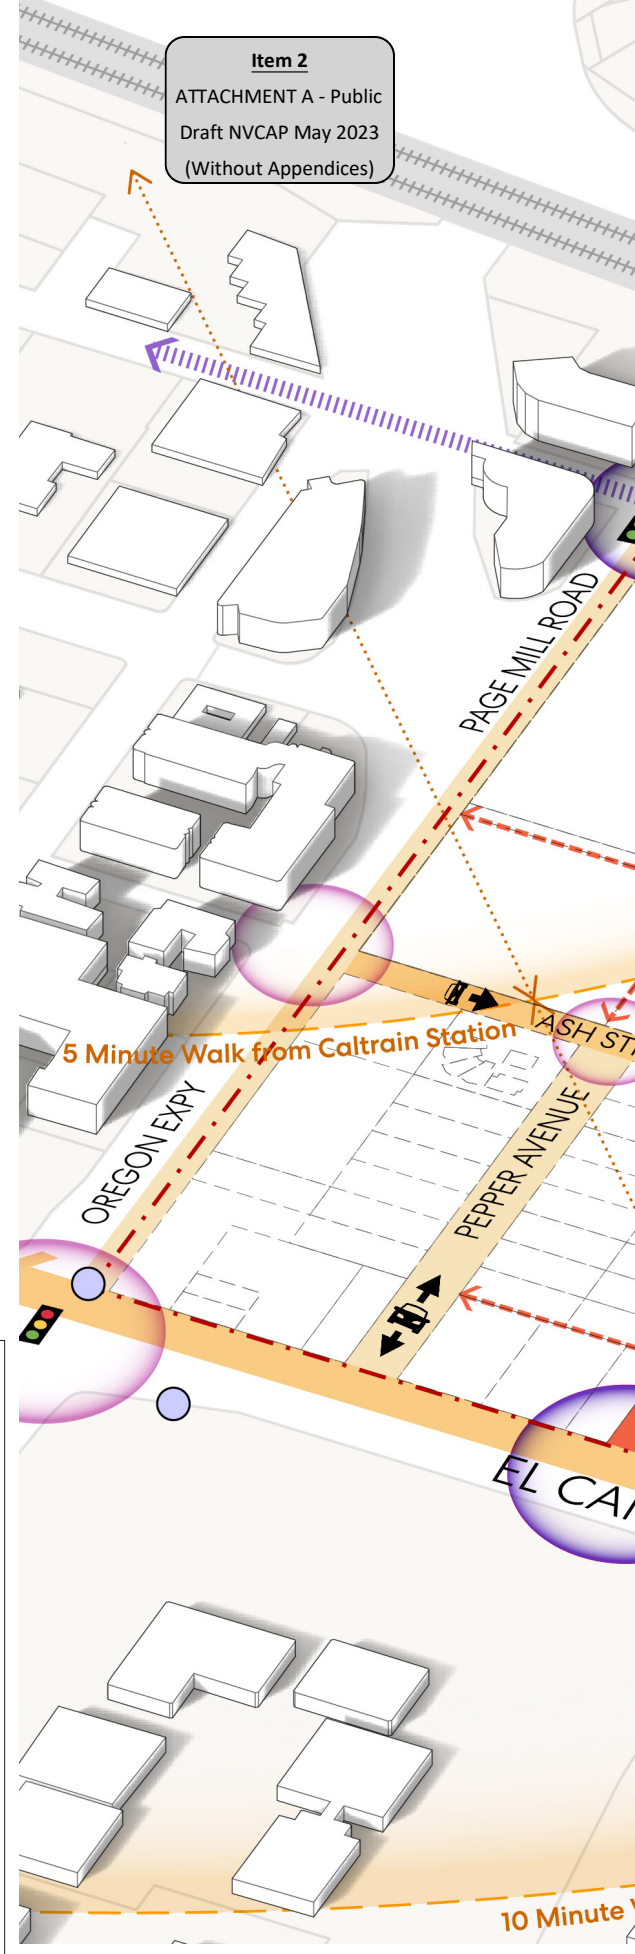 Item 2
ATTACHMENT A - Public
Draft NVCAP May 2023
(Without Appendices)
PAGE MILL ROAD
5 Minute Walk from Caltrain Station
ASH ST
OREGON EXPY
PEPPER AVENUE
EL CA
10 Minute